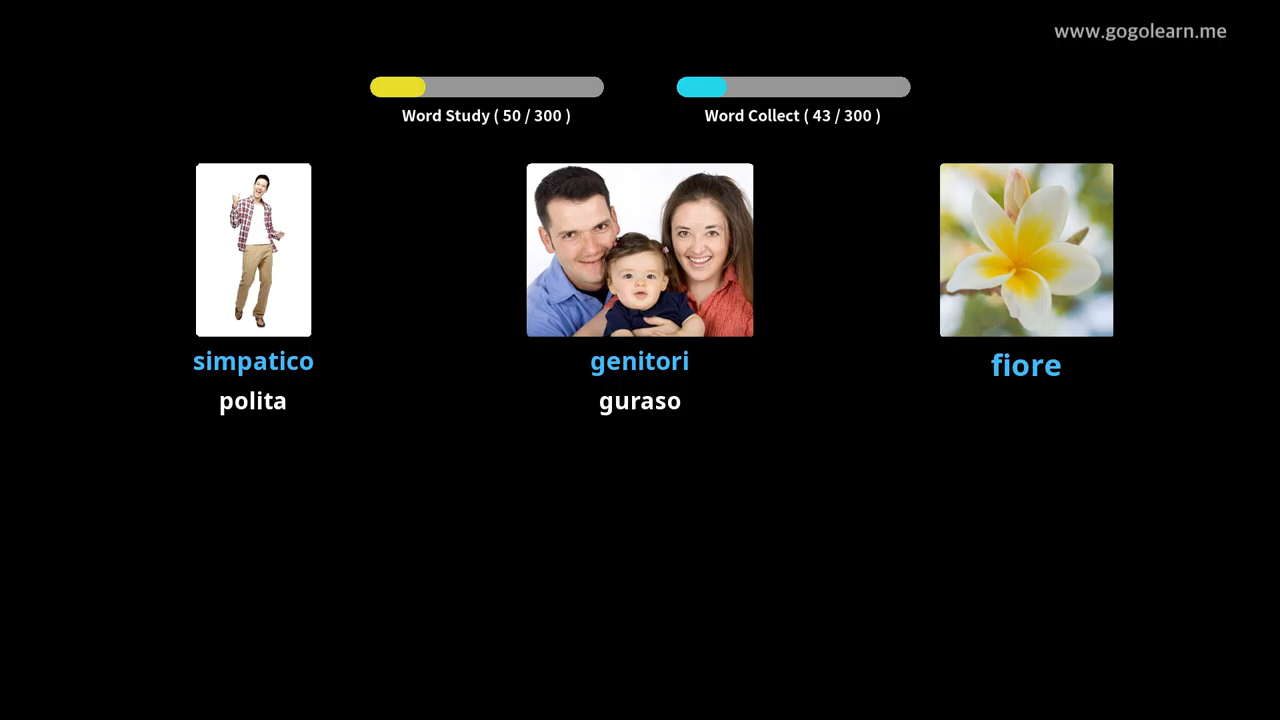 www.gogolearn.me
Word Study ( 50 / 300 )
Word Collect ( 43 / 300 )
simpatico
genitori
fiore
polita
guraso